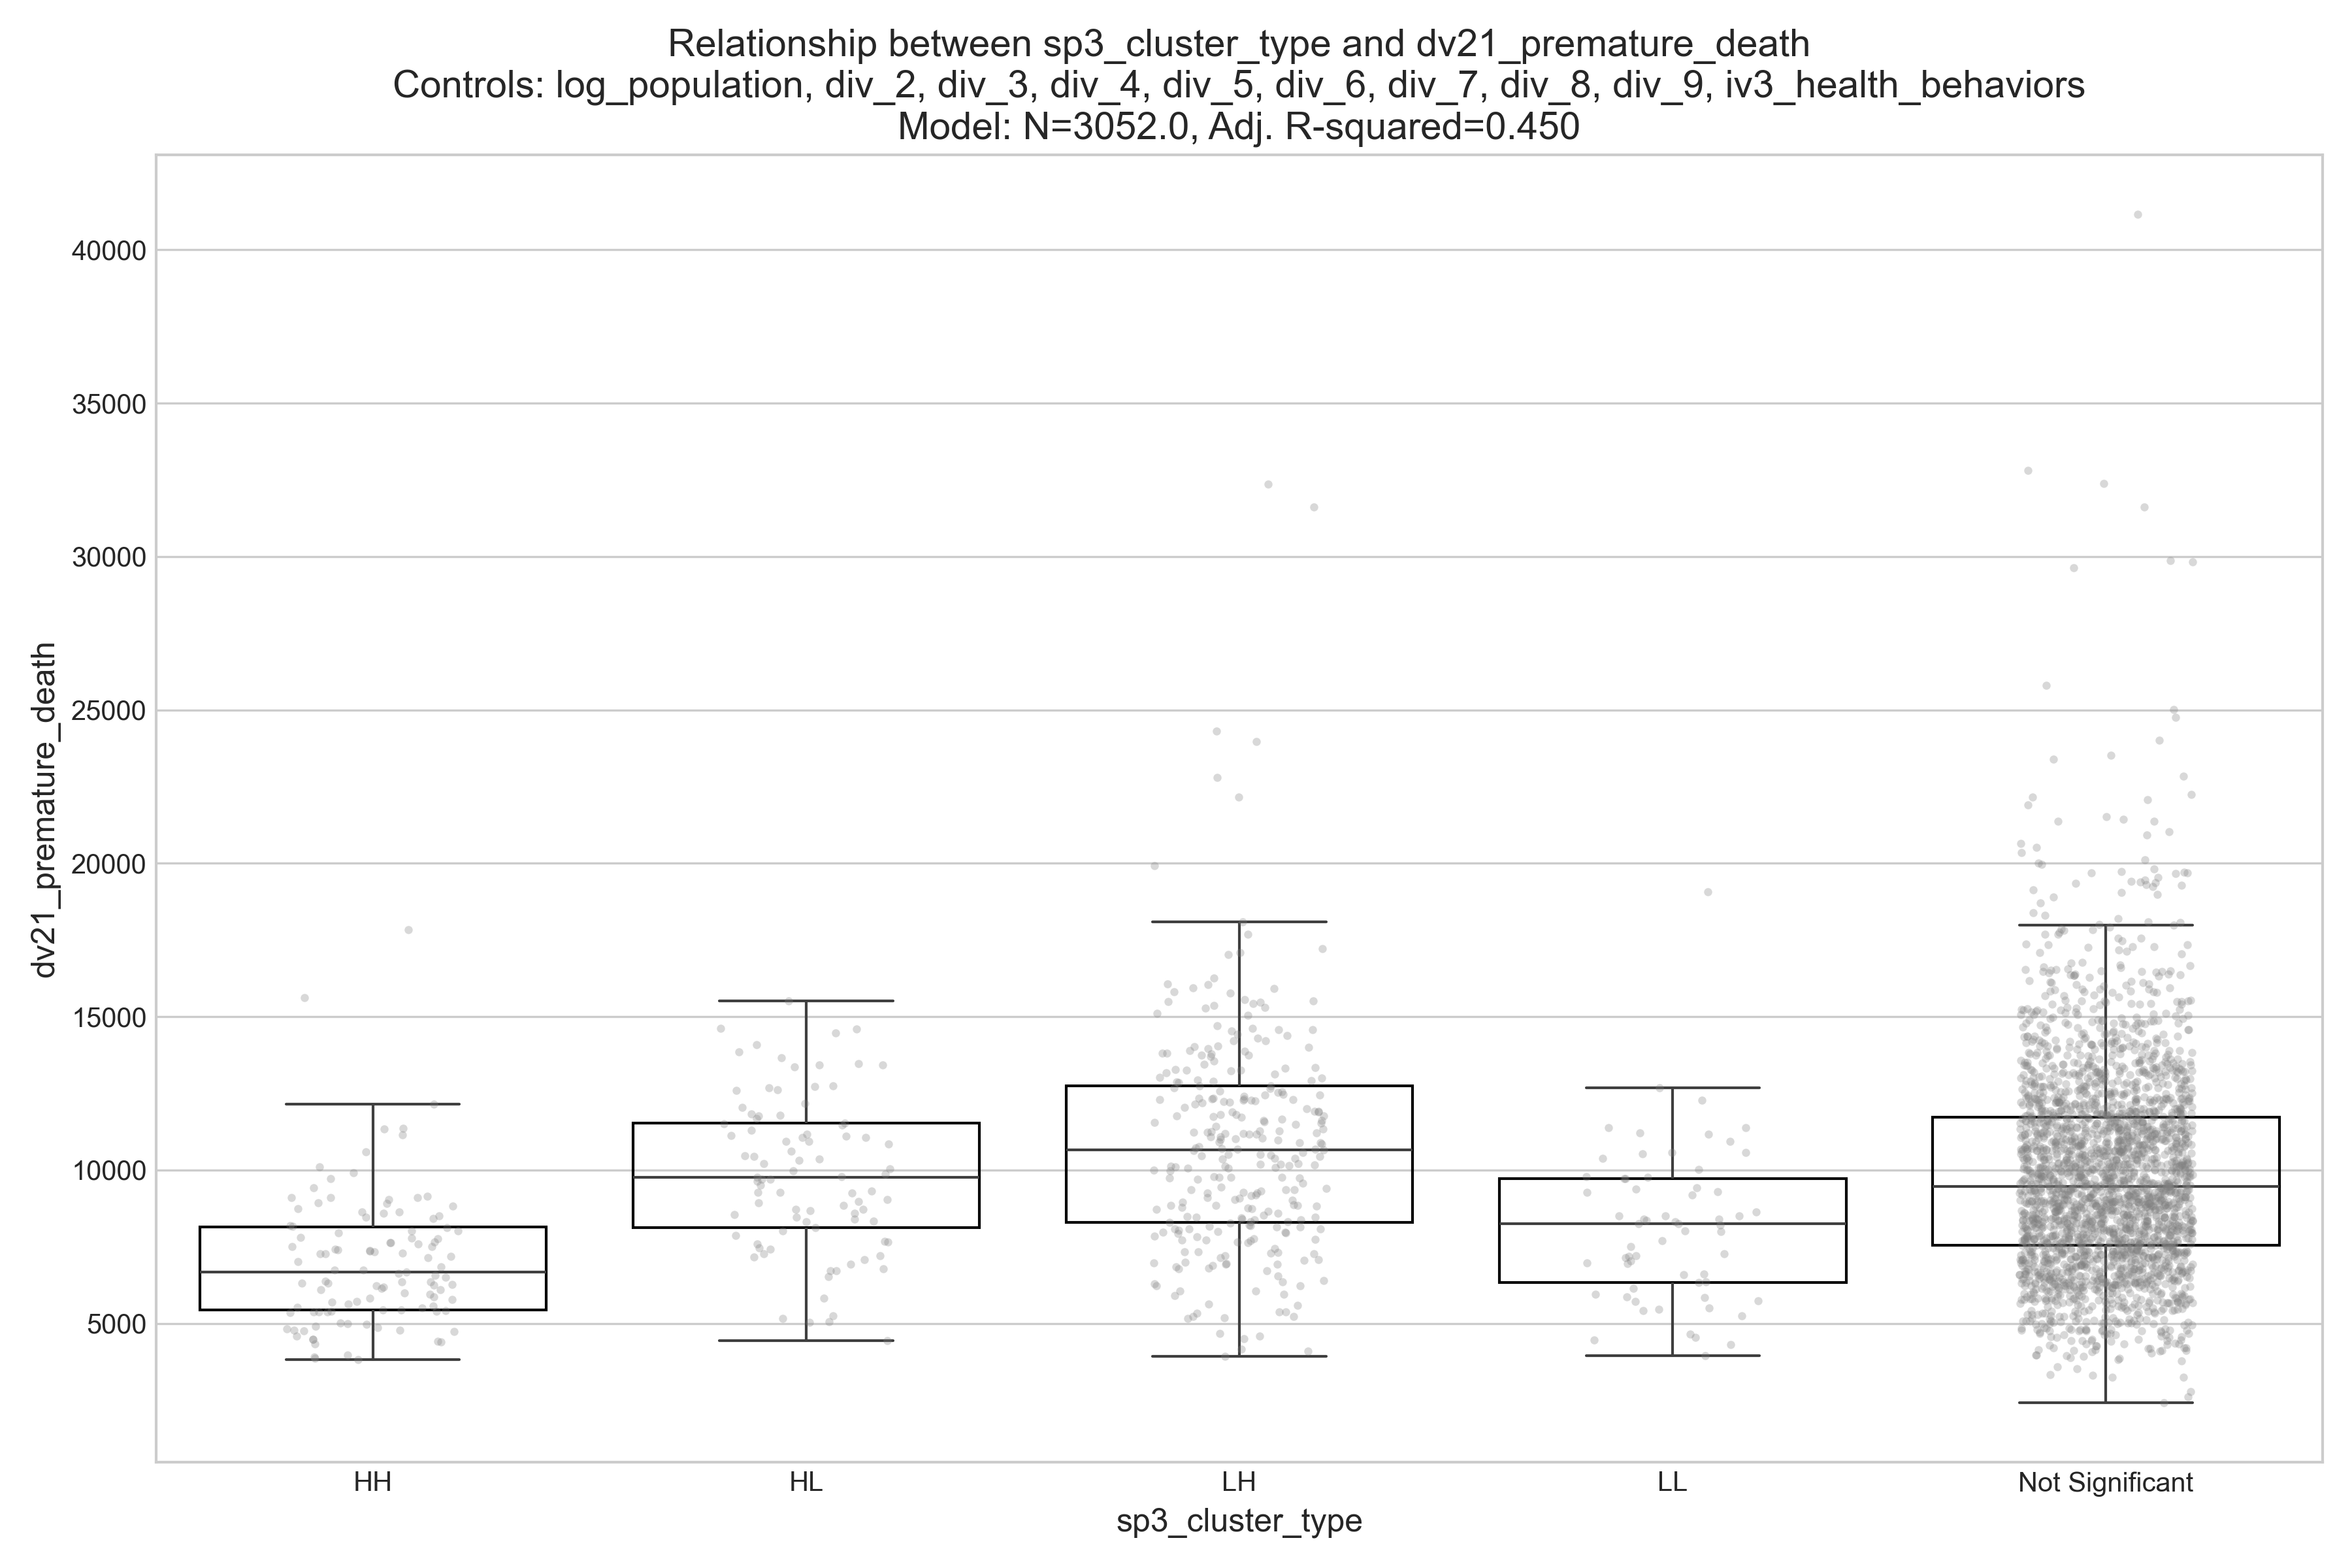 Relationship between sp3_cluster_type and dv21_premature_death
Controls: log_population, div_2, div_3, div_4, div_5, div_6, div_7, div_8, div_9, iv3_health_behaviors
Model: N=3052.0, Adj. R-squared=0.450
dv21_premature_death
40000
35000
30000
25000
20000
15000
10000
5000
HH HL LH LL Not Significant
sp3_cluster_type